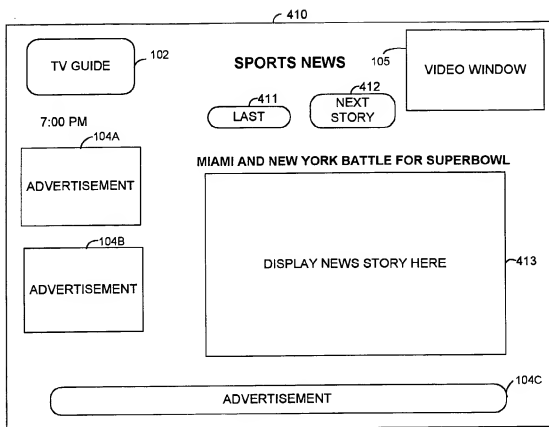 410
TV GUIDE
102
SPORTS NEWS
105
VIDEO WINDOW
411
LAST
412
NEXT
STORY
7:00 PM
104A
ADVERTISEMENT
MIAMI AND NEW YORK BATTLE FOR SUPERBOWL
104B
ADVERTISEMENT
DISPLAY NEWS STORY HERE
413
ADVERTISEMENT
104C